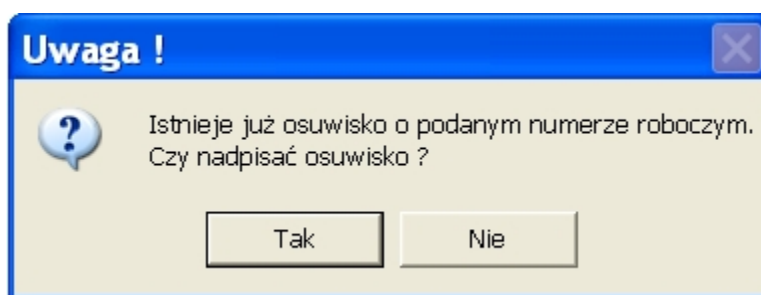 Uwaga !
Istnieje już osuwisko o podanym numerze roboczym.
Czy nadpisać osuwisko ?
Tak
Nie